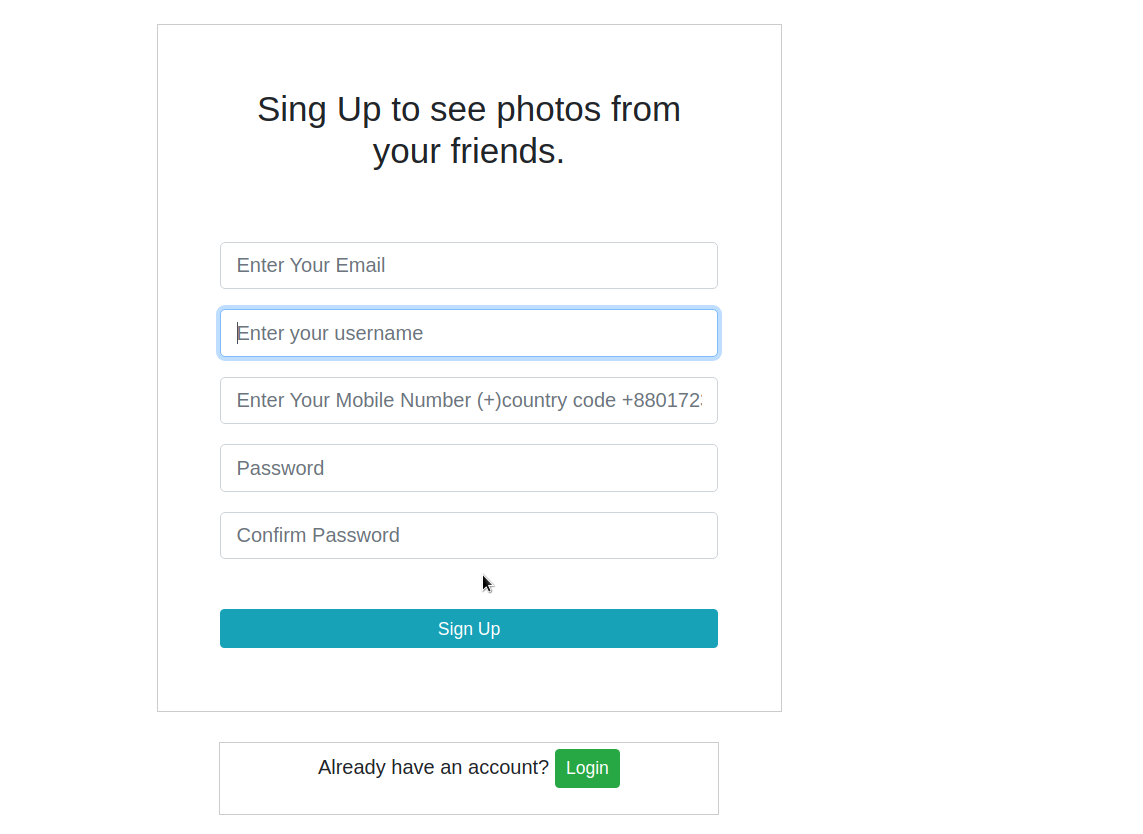 Sing Up to see photos from
your friends.
Enter Your Email
Enter your username
Enter Your Mobile Number (+)country code +880172
Password
Confirm Password
Sign Up
Already have an account? Login